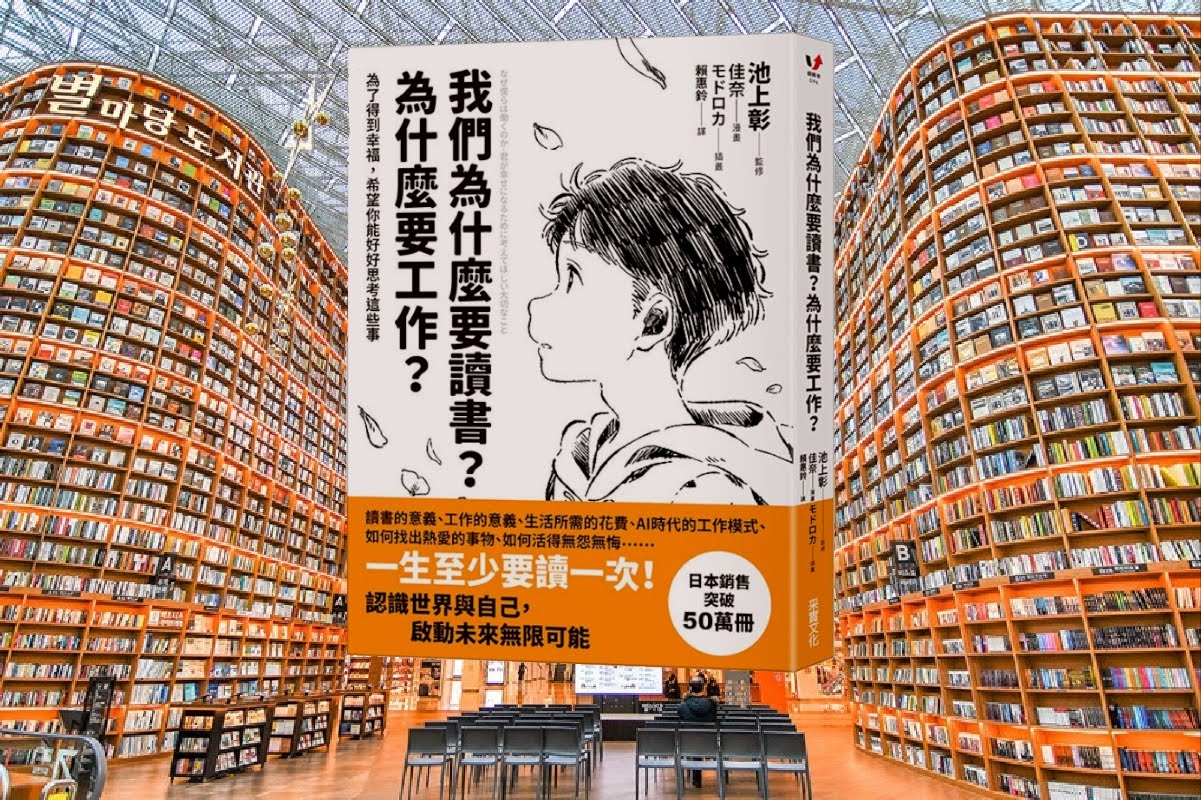 별마당 도서관
我們為什麼要讀書？
為什麼要工作？
為了得到幸福，希望你能好好思考這些事
なぜ僕らは働くのか 君が幸せになるために考えてほしい大切なこと
池上彰——監修
佳奈——漫畫
モドロカ——插畫
賴惠鈴——譯
讀書的意義、工作的意義、生活所需的花費、AI時代的工作模式、
如何找出熱愛的事物、如何活得無怨無悔……
一生至少要讀一次！
認識世界與自己，
啟動未來無限可能
日本銷售
突破
50萬冊
我們為什麼要讀書？為什麼要工作？
池上彰——監修
佳奈——漫畫 モドロカ——插畫
賴惠鈴——譯
采實文化
A
A
B